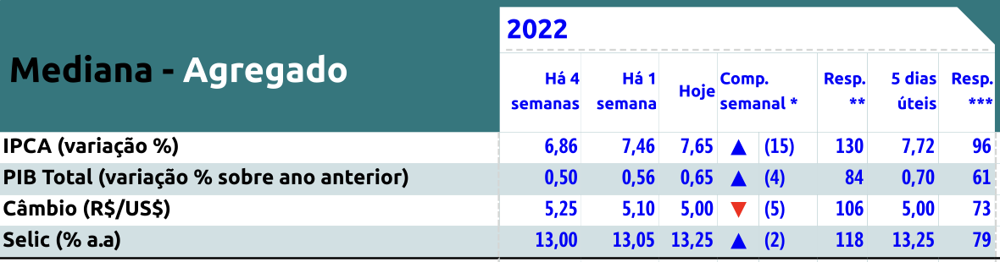 2022
Mediana - Agregado
Há 4 semanas Há 1 semana Hoje Comp. semanal * Resp. ** 5 dias úteis Resp. ***
IPCA (variação %) 6,86 7,46 7,65 ▲ (15) 130 7,72 96
PIB Total (variação % sobre ano anterior) 0,50 0,56 0,65 ▲ (4) 84 0,70 61
Câmbio (R$/US$) 5,25 5,10 5,00 ▼ (5) 106 5,00 73
Selic (% a.a) 13,00 13,05 13,25 ▲ (2) 118 13,25 79